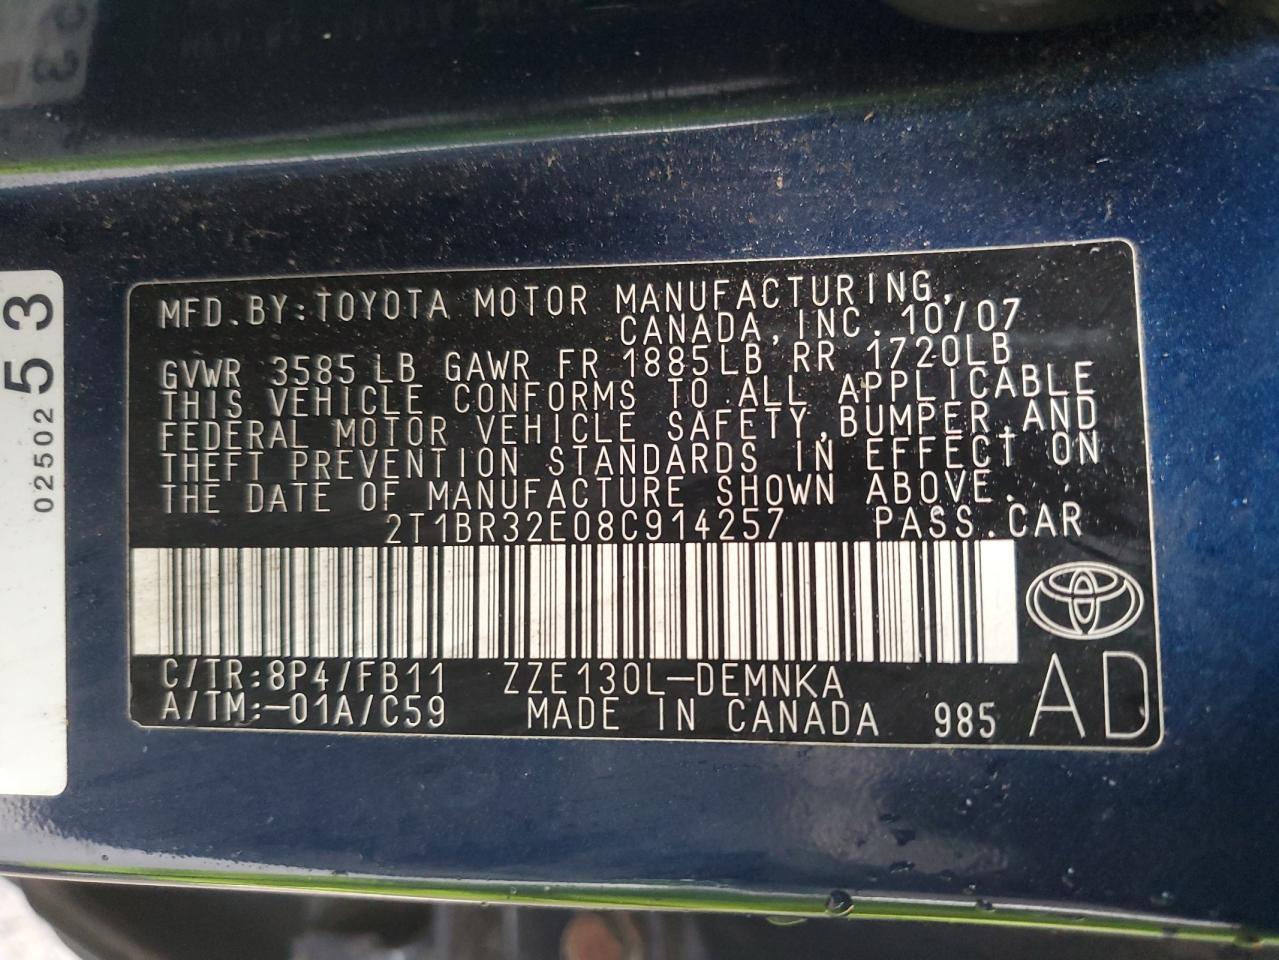 MFD.BY:TOYOTA MOTOR MANUFACTURING,
CANADA,INC. 10/07
GVWR 3585LB GAWR FR 1885LB RR 1720LB
THIS VEHICLE CONFORMS TO ALL APPLICABLE
FEDERAL MOTOR VEHICLE SAFETY,BUMPER,AND
THEFT PREVENTION STANDARDS IN EFFECT ON
THE DATE OF MANUFACTURE SHOWN ABOVE.
2T1BR32E08C914257 PASS.CAR
C/TR:8P4/FB11 ZZE130L-DEMNKA
A/TM:-01A/C59 MADE IN CANADA 985 AD
53
02502